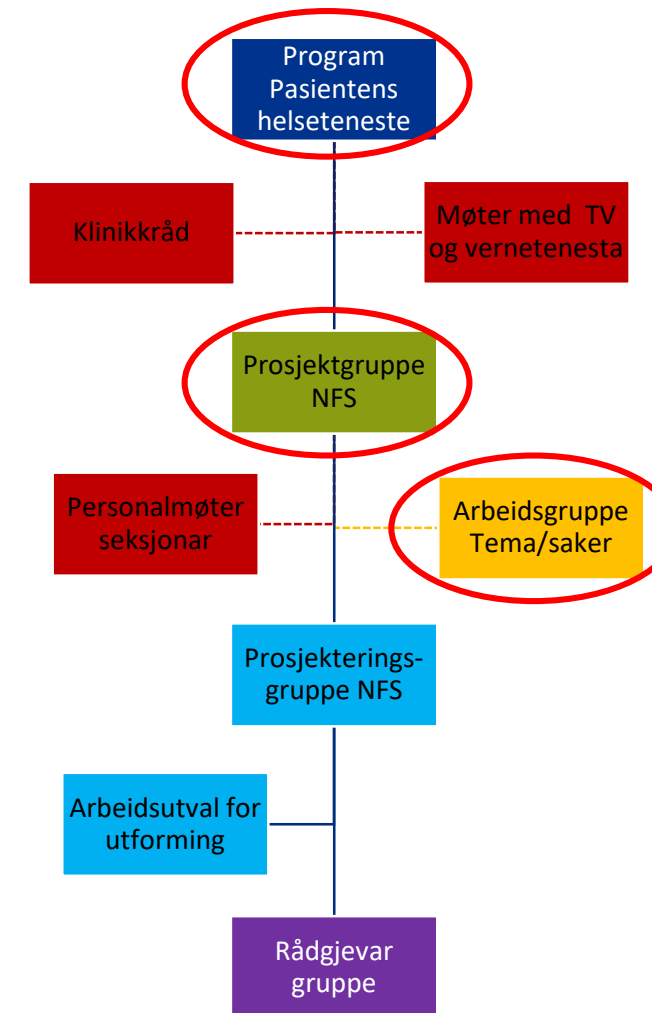 Program
Pasientens
helseteneste
Klinikkråd
Møter med TV
og vernetenesta
Prosjektgruppe
NFS
Personalmøter
seksjonar
Arbeidsgruppe
Tema/saker
Prosjekterings-
gruppe NFS
Arbeidsutval for
utforming
Rådgjevar
gruppe